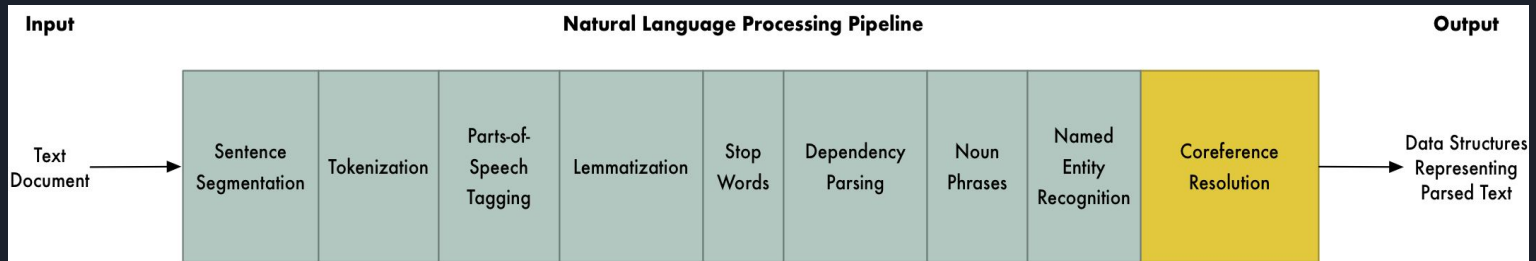 Input
Natural Language Processing Pipeline
Output
Text
Document
Sentence
Segmentation
Tokenization
Parts-of-
Speech
Tagging
Lemmatization
Stop
Words
Dependency
Parsing
Noun
Phrases
Named
Entity
Recognition
Coreference
Resolution
Data Structures
Representing
Parsed Text